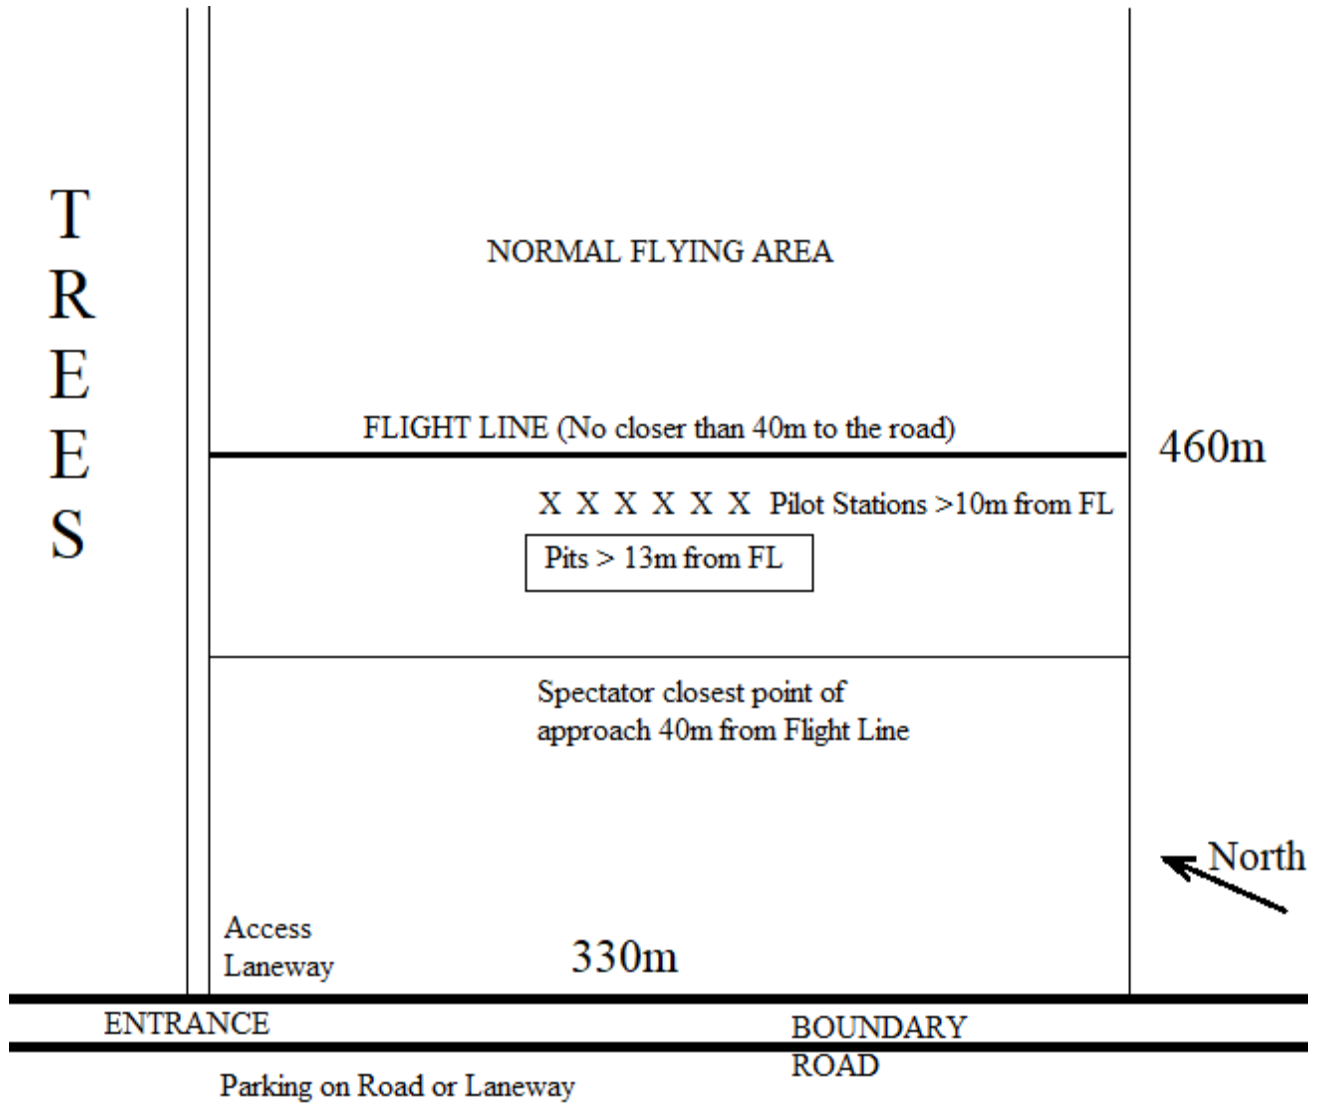 TREES
NORMAL FLYING AREA
FLIGHT LINE (No closer than 40m to the road)
460m
X X X X X X Pilot Stations >10m from FL
Pits > 13m from FL
Spectator closest point of
approach 40m from Flight Line
North
Access
Laneway
330m
ENTRANCE
BOUNDARY
ROAD
Parking on Road or Laneway